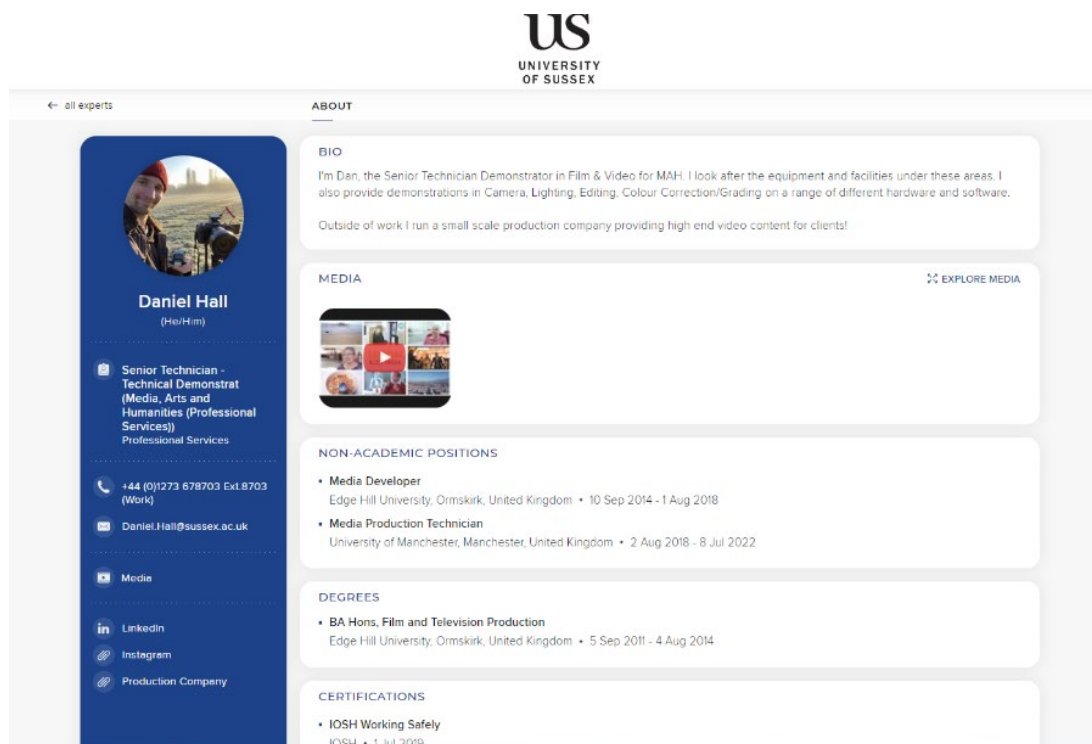 US
UNIVERSITY
OF SUSSEX
← all experts
ABOUT
Daniel Hall
(He/Him)
Senior Technician -
Technical Demonstrat
(Media, Arts and
Humanities (Professional
Services))
Professional Services
+44 (0)1273 678703 Ext.8703
(Work)
Daniel.Hall@sussex.ac.uk
Media
LinkedIn
Instagram
Production Company
BIO
I'm Dan, the Senior Technician Demonstrator in Film & Video for MAH. I look after the equipment and facilities under these areas. I
also provide demonstrations in Camera, Lighting, Editing, Colour Correction/Grading on a range of different hardware and software.
Outside of work I run a small scale production company providing high end video content for clients!
MEDIA
EXPLORE MEDIA
NON-ACADEMIC POSITIONS
• Media Developer
Edge Hill University, Ormskirk, United Kingdom • 10 Sep 2014 - 1 Aug 2018
• Media Production Technician
University of Manchester, Manchester, United Kingdom • 2 Aug 2018 - 8 Jul 2022
DEGREES
• BA Hons, Film and Television Production
Edge Hill University, Ormskirk, United Kingdom • 5 Sep 2011 - 4 Aug 2014
CERTIFICATIONS
• IOSH Working Safely
IOSH • 1 Jul 2019